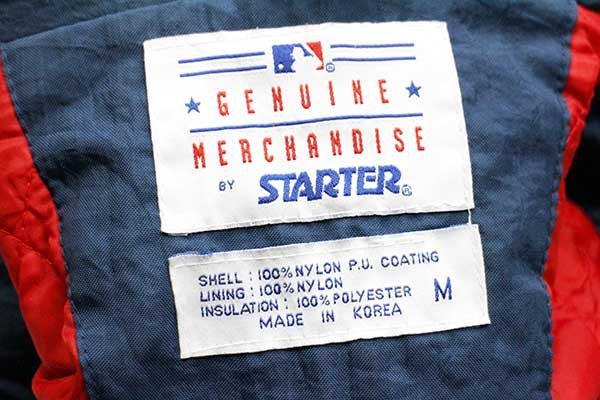 GENUINE
MERCHANDISE
BY STARTER®
SHELL : 100% NYLON P.U. COATING
LINING : 100% NYLON
INSULATION : 100% POLYESTER M
MADE IN KOREA